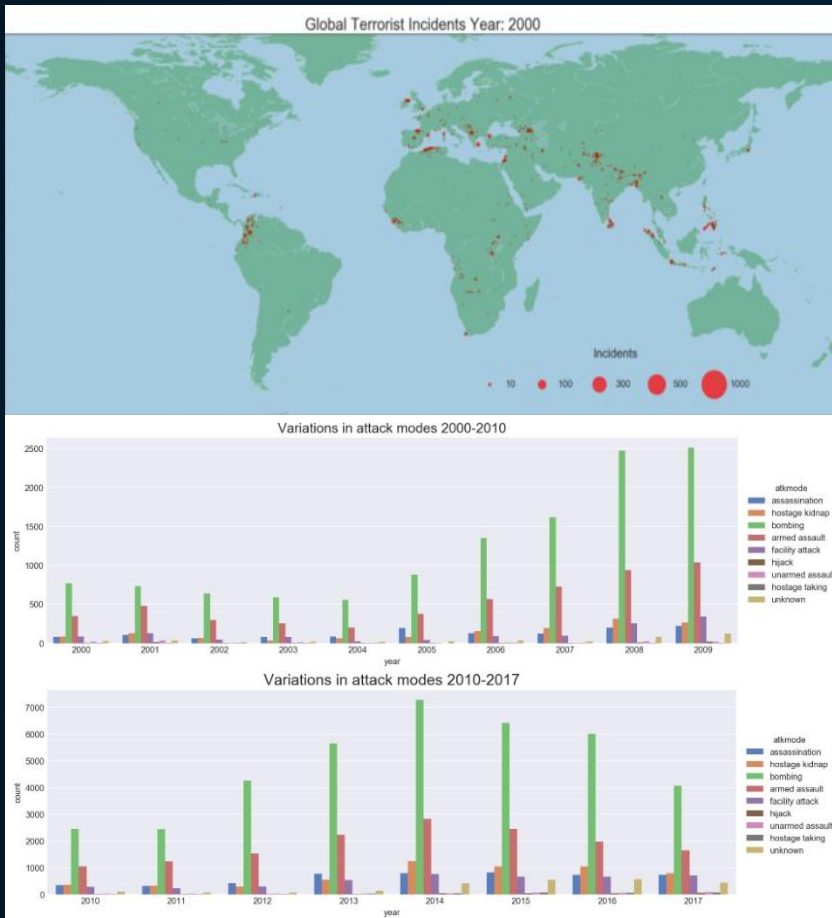 Global Terrorist Incidents Year: 2000
Incidents
10 100 300 500 1000
Variations in attack modes 2000-2010
2500
2000
1500
1000
500
0
count
2000 2001 2002 2003 2004 2005 2006 2007 2008 2009
year
atkmode
assassination
hostage kidnap
bombing
armed assault
facility attack
hijack
unarmed assault
hostage taking
unknown
Variations in attack modes 2010-2017
7000
6000
5000
4000
3000
2000
1000
0
count
2010 2011 2012 2013 2014 2015 2016 2017
year
atkmode
assassination
hostage kidnap
bombing
armed assault
facility attack
hijack
unarmed assault
hostage taking
unknown